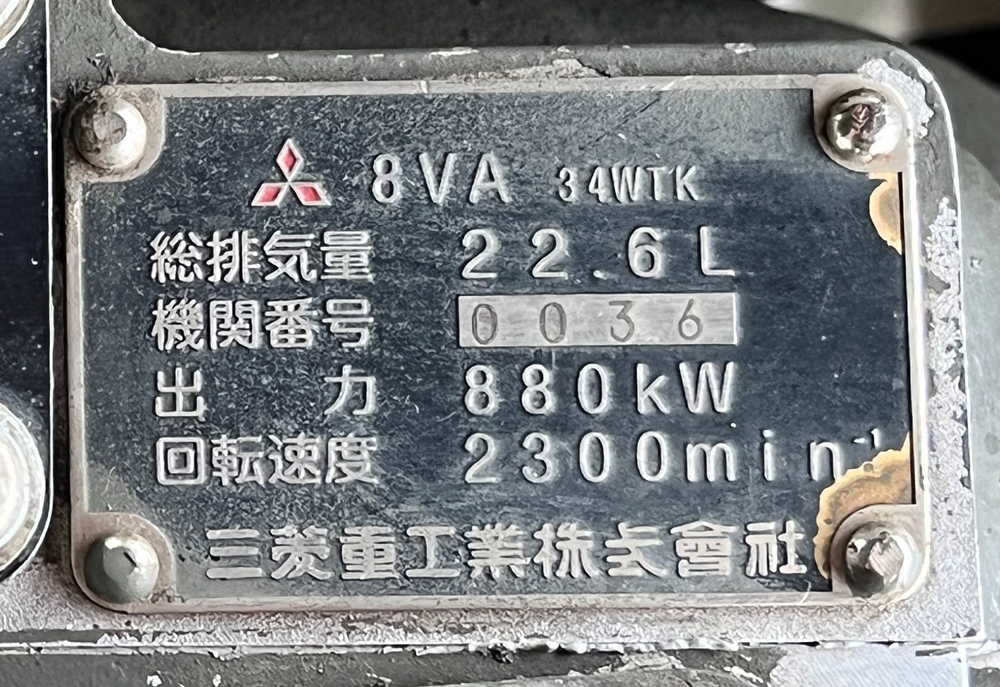 8VA 34WTK
総排気量 22.6L
機関番号 0036
出力 880kW
回転速度 2300min⁻¹
三菱重工業株式會社